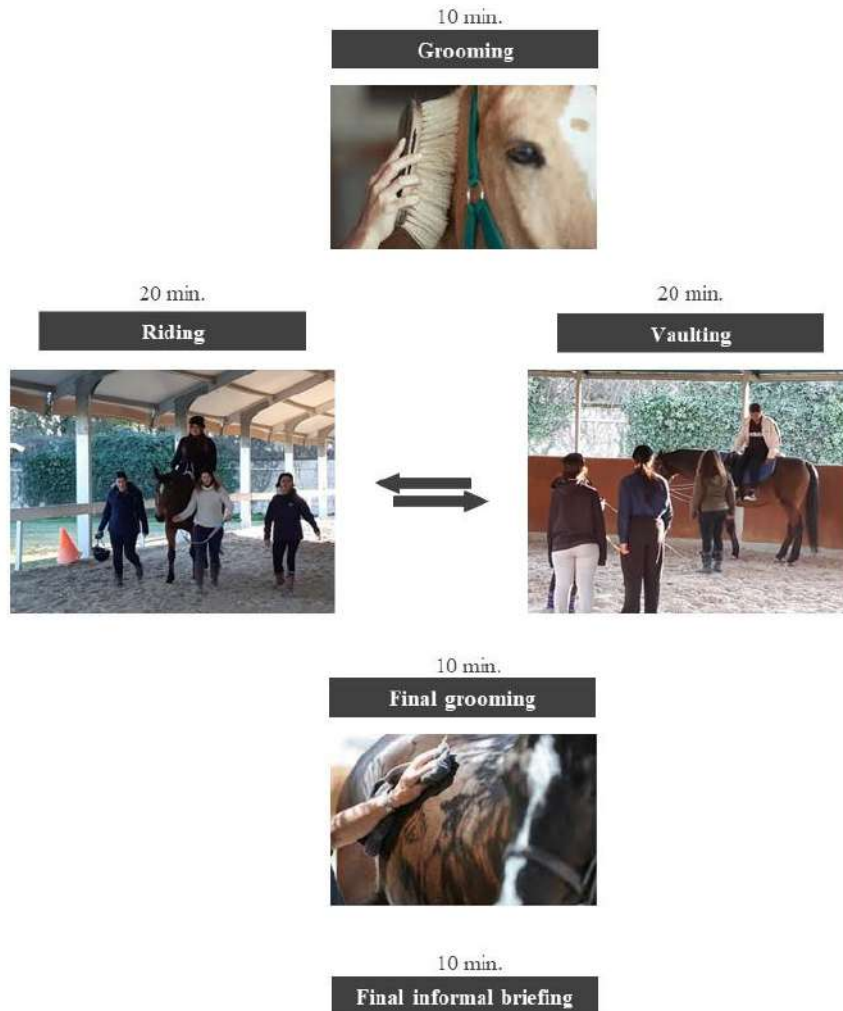 10 min.
Grooming
20 min.
Riding
20 min.
Vaulting
10 min.
Final grooming
10 min.
Final informal briefing